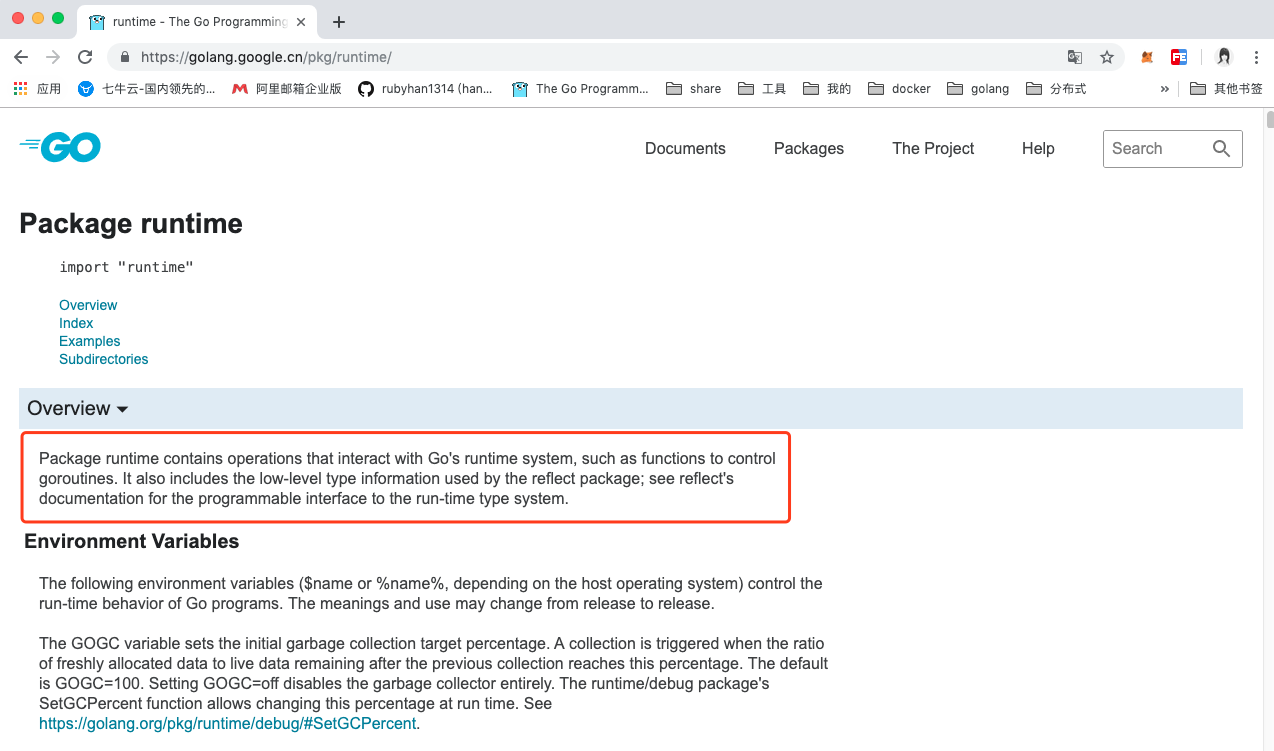 runtime - The Go Programming
https://golang.google.cn/pkg/runtime/
应用 七牛云-国内领先的... 阿里邮箱企业版 rubyhan1314 (han... The Go Programm... share 工具 我的 docker golang 分布式 » 其他书签
GO Documents Packages The Project Help Search
Package runtime
import "runtime"
Overview
Index
Examples
Subdirectories
Overview
Package runtime contains operations that interact with Go's runtime system, such as functions to control
goroutines. It also includes the low-level type information used by the reflect package; see reflect's
documentation for the programmable interface to the run-time type system.
Environment Variables
The following environment variables ($name or %name%, depending on the host operating system) control the
run-time behavior of Go programs. The meanings and use may change from release to release.
The GOGC variable sets the initial garbage collection target percentage. A collection is triggered when the ratio
of freshly allocated data to live data remaining after the previous collection reaches this percentage. The default
is GOGC=100. Setting GOGC=off disables the garbage collector entirely. The runtime/debug package's
SetGCPercent function allows changing this percentage at run time. See
https://golang.org/pkg/runtime/debug/#SetGCPercent.